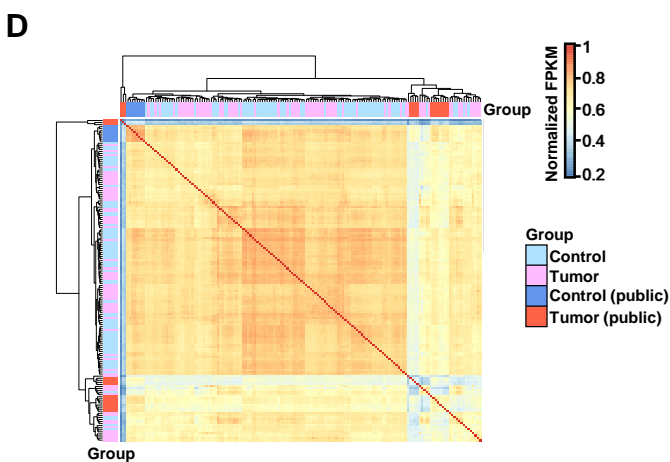 D
Group
Normalized FPKM
1
0.8
0.6
0.4
0.2
Group
Control
Tumor
Control (public)
Tumor (public)
Group